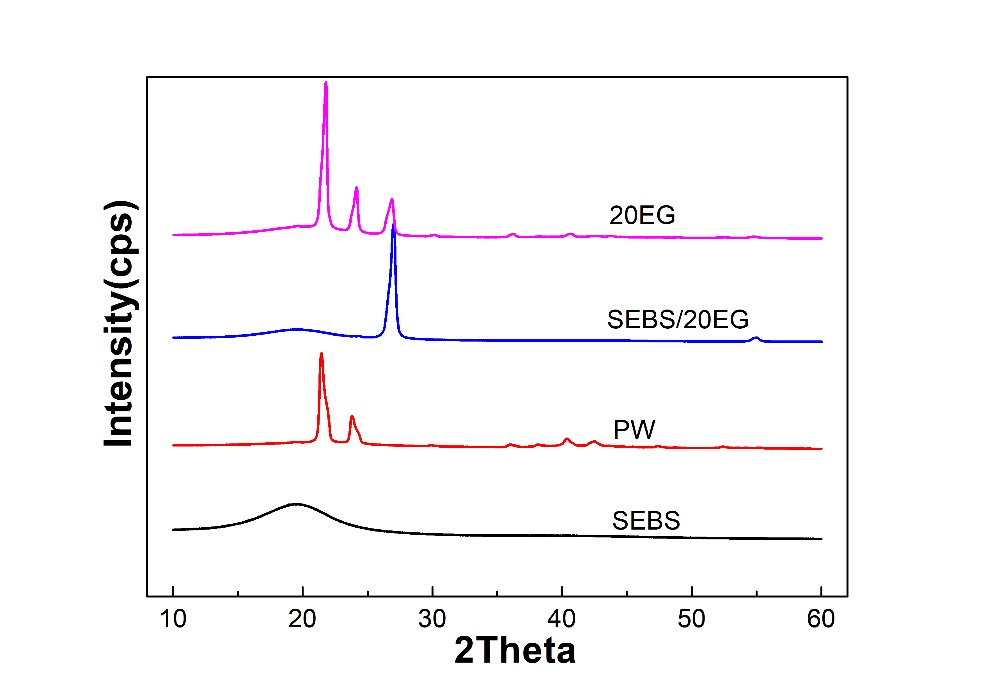 20EG
SEBS/20EG
PW
SEBS
Intensity(cps)
10 20 30 40 50 60
2Theta